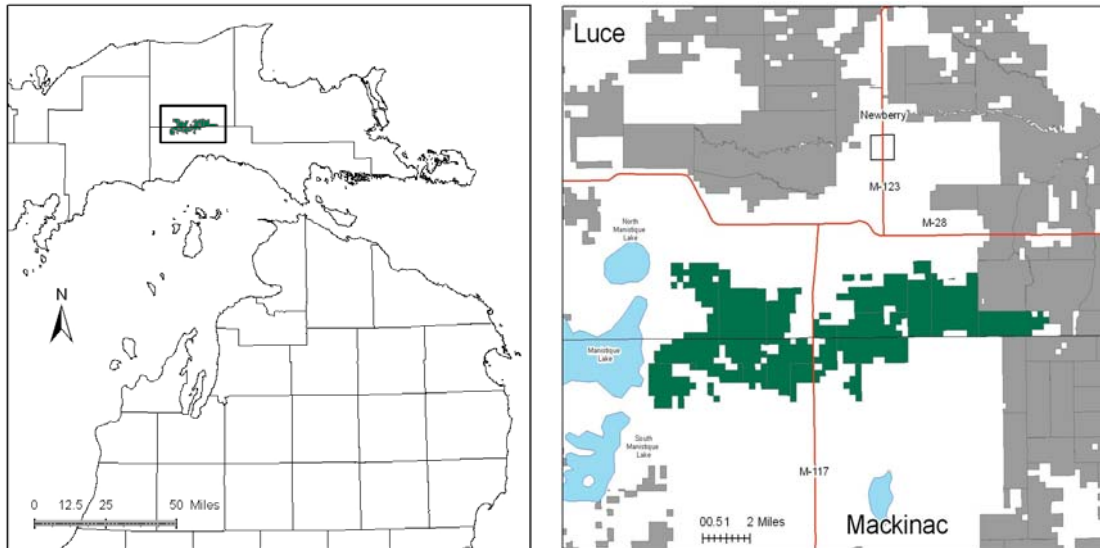 N
0 12.5 25 50 Miles
Luce
Newberry
M-123
M-28
North
Manistique
Lake
Manistique
Lake
South
Manistique
Lake
M-117
00.51 2 Miles
Mackinac